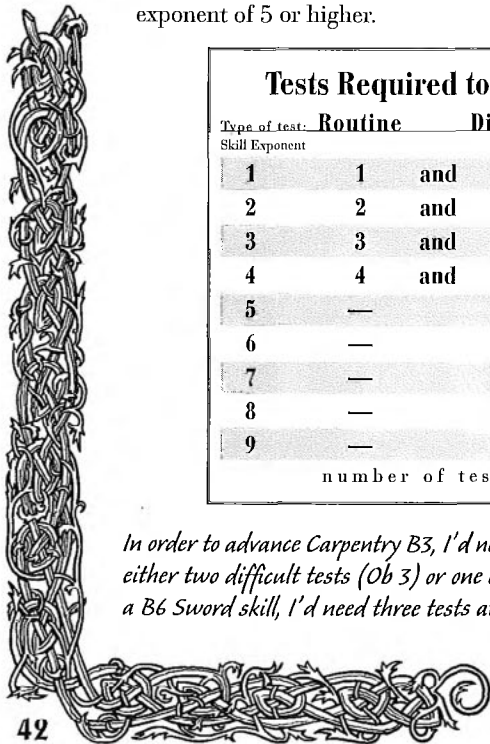 exponent of 5 or higher.
Tests Required to
Type of test: Routine Di
Skill Exponent
1 1 and
2 2 and
3 3 and
4 4 and
5 —
6 —
7 —
8 —
9 —
number of tes
In order to advance Carpentry B3, I'd n
either two difficult tests (Ob 3) or one
a B6 Sword skill, I'd need three tests a
42